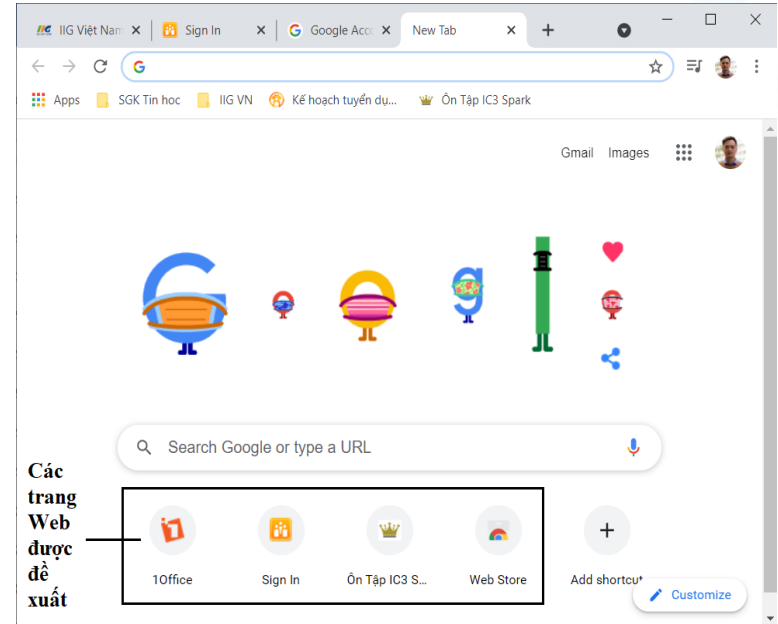 IIG Việt Nam
Sign In
Google Acco
New Tab
Apps
SGK Tin hoc
IIG VN
Kế hoạch tuyển dụ...
Ôn Tập IC3 Spark
Gmail
Images
Search Google or type a URL
Các
trang
Web
được
đề
xuất
1Office
Sign In
Ôn Tập IC3 S...
Web Store
Add shortcut
Customize